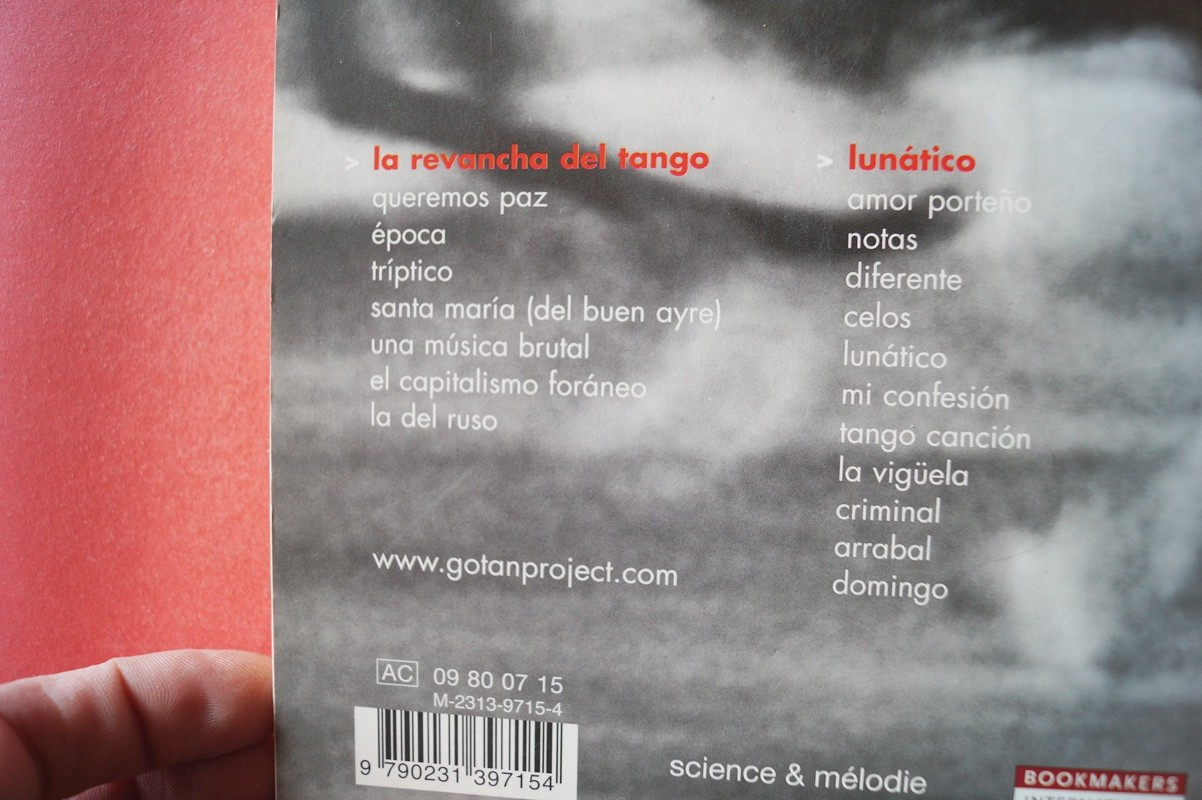 > la revancha del tango
queremos paz
época
tríptico
santa maría (del buen ayre)
una música brutal
el capitalismo foráneo
la del ruso
> lunático
amor porteño
notas
diferente
celos
lunático
mi confesión
tango canción
la vigüela
criminal
arrabal
domingo
www.gotanproject.com
AC 09 80 07 15
M-2313-9715-4
9 790231 397154
science & mélodie
BOOKMAKERS